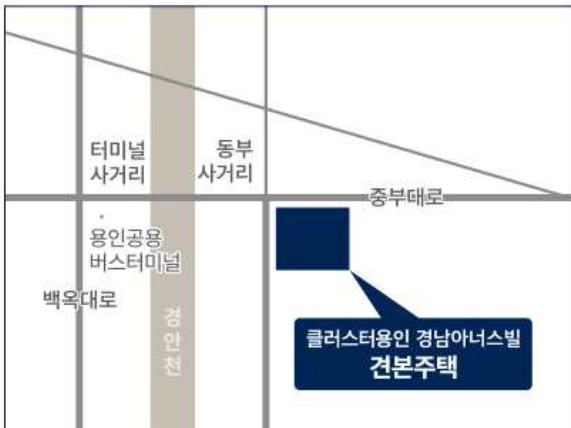 터미널
사거리
동부
사거리
중부대로
용인공용
버스터미널
백옥대로
경안천
클러스터용인 경남아너스빌
견본주택